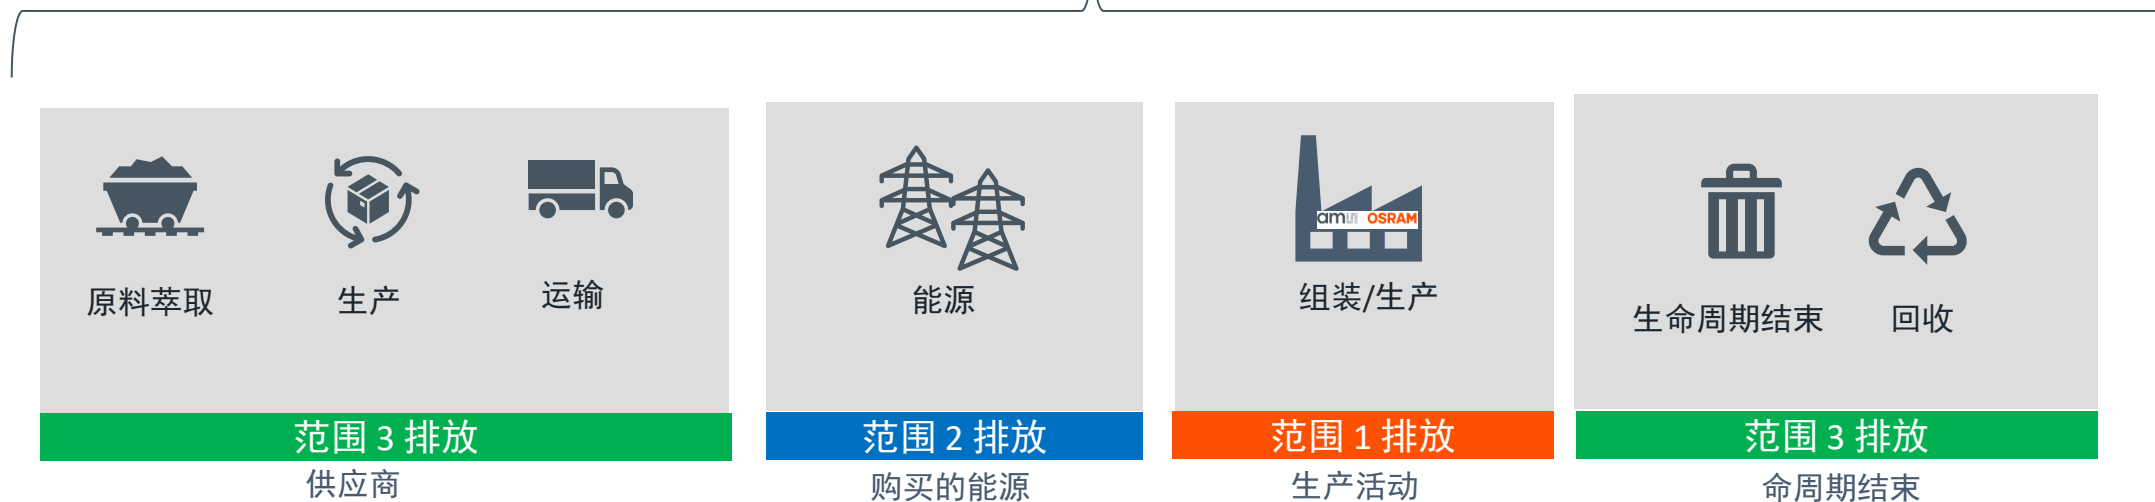 原料萃取
生产
运输
范围 3 排放
供应商
能源
范围 2 排放
购买的能源
am OSRAM
组装/生产
范围 1 排放
生产活动
生命周期结束
回收
范围 3 排放
命周期结束